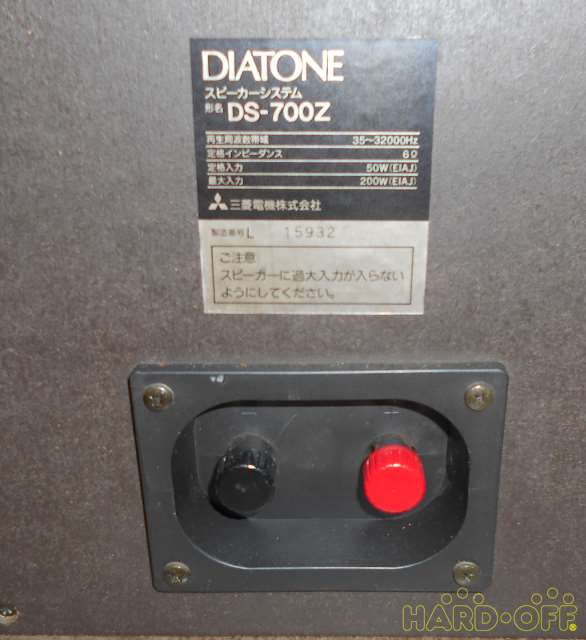 DIATONE
スピーカーシステム
形名 DS-700Z
再生周波数帯域 35~32000Hz
定格インピーダンス 6Ω
定格入力 50W(EIAJ)
最大入力 200W(EIAJ)
三菱電機株式会社
製造番号L 15932
ご注意
スピーカーに過大入力が入らない
ようにしてください。
HARD・OFF